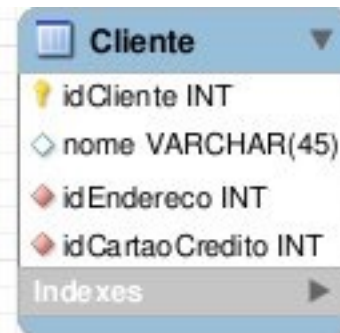 Cliente
idCliente INT
nome VARCHAR(45)
idEndereco INT
idCartaoCredito INT
Indexes